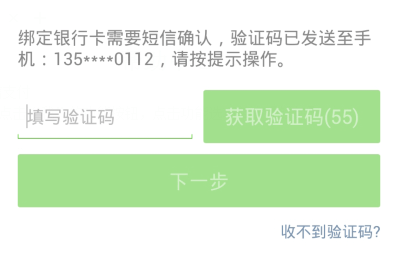 绑定银行卡需要短信确认，验证码已发送至手
机：135****0112，请按提示操作。
填写验证码
获取验证码(55)
下一步
收不到验证码?